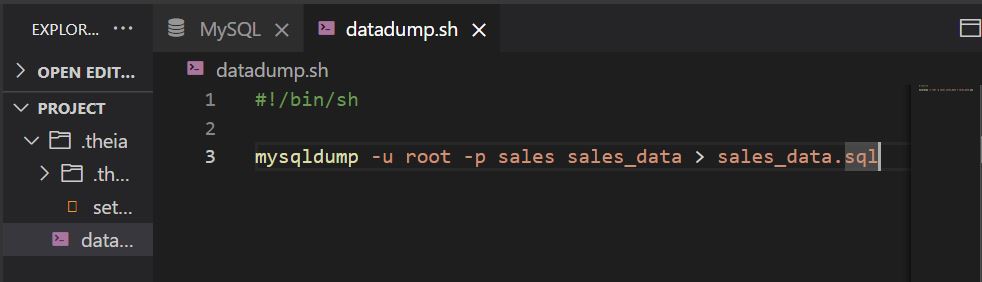 EXPLOR... ···
OPEN EDIT...
PROJECT
.theia
.th...
set...
data...
MySQL ×
datadump.sh ×
datadump.sh
1 #!/bin/sh
2
3 mysqldump -u root -p sales sales_data > sales_data.sql